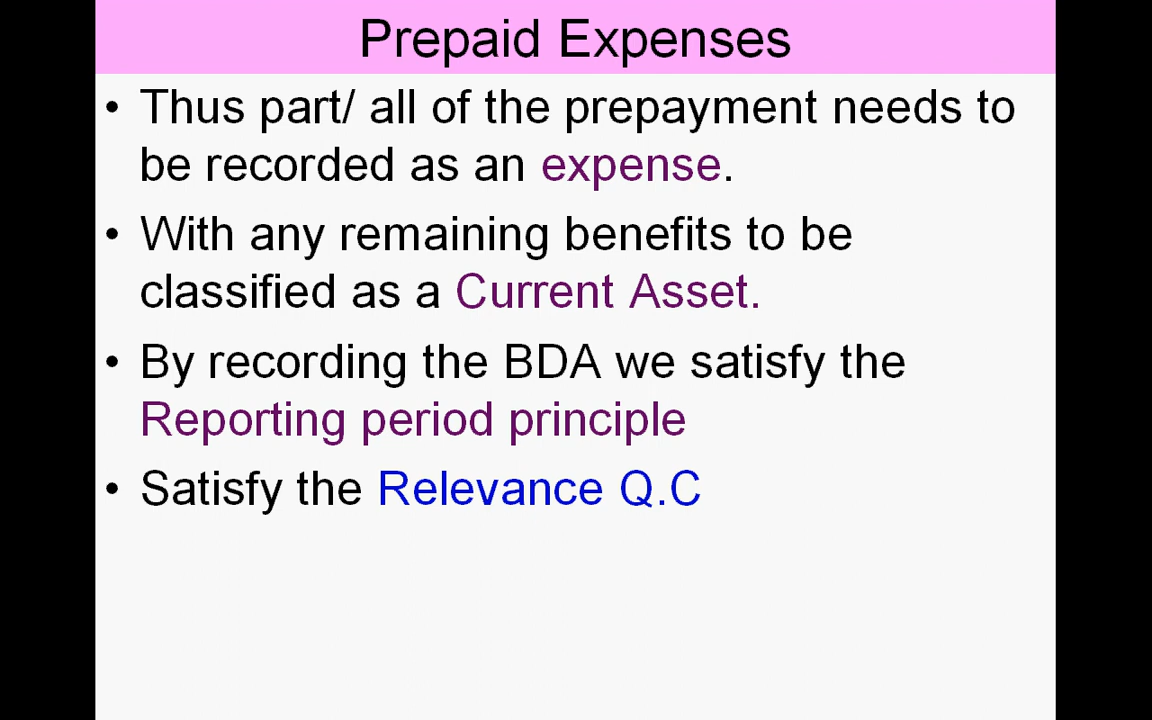 Prepaid Expenses
• Thus part/ all of the prepayment needs to
be recorded as an expense.
• With any remaining benefits to be
classified as a Current Asset.
• By recording the BDA we satisfy the
Reporting period principle
• Satisfy the Relevance Q.C